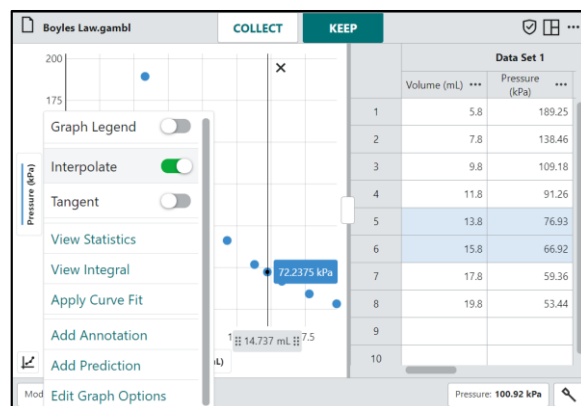 Boyles Law.gambl
COLLECT
KEEP
200
175
Pressure (kPa)
Graph Legend
Interpolate
Tangent
View Statistics
View Integral
Apply Curve Fit
Add Annotation
Add Prediction
Edit Graph Options
72.2375 kPa
14.737 mL
7.5
Data Set 1
Volume (mL) Pressure (kPa)
1 5.8 189.25
2 7.8 138.46
3 9.8 109.18
4 11.8 91.26
5 13.8 76.93
6 15.8 66.92
7 17.8 59.36
8 19.8 53.44
9
10
Pressure: 100.92 kPa